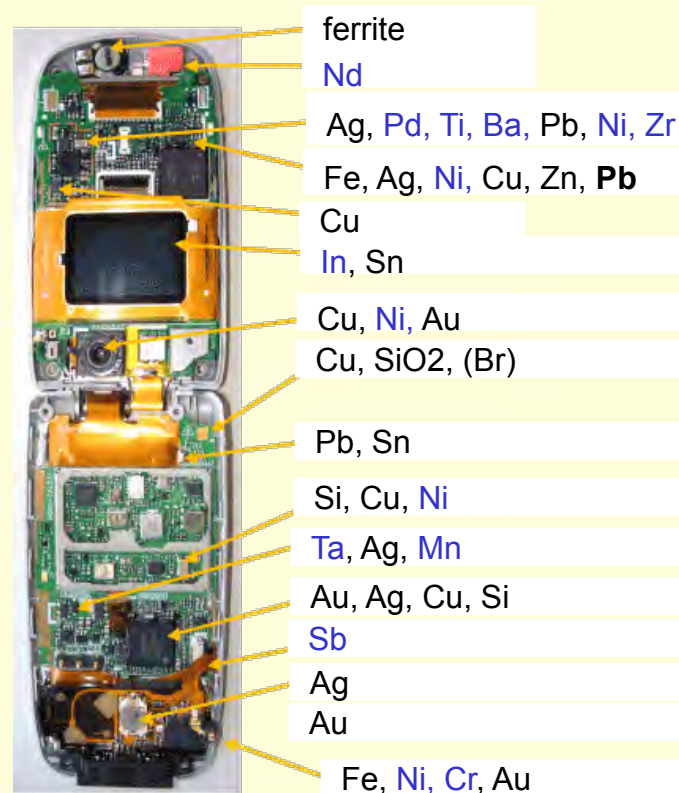 ferrite
Nd
Ag, Pd, Ti, Ba, Pb, Ni, Zr
Fe, Ag, Ni, Cu, Zn, Pb
Cu
In, Sn
Cu, Ni, Au
Cu, SiO2, (Br)
Pb, Sn
Si, Cu, Ni
Ta, Ag, Mn
Au, Ag, Cu, Si
Sb
Ag
Au
Fe, Ni, Cr, Au